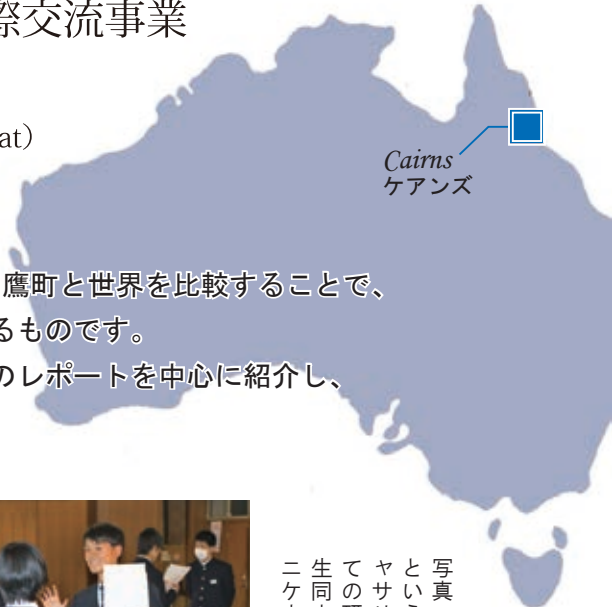 際交流事業
at）
Cairns
ケアンズ
鷹町と世界を比較することで、
るものです。
のレポートを中心に紹介し、
写真
という
ヤサ
ての
生同
ニケ